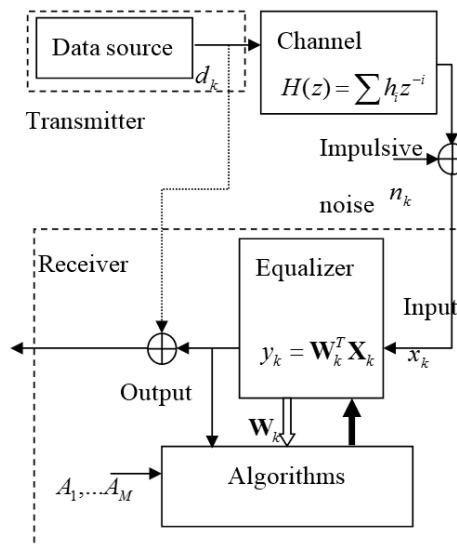 Data source
Channel
d_k
H(z) = ∑ h_i z^{-i}
Transmitter
Impulsive
noise n_k
Receiver
Equalizer
Input
y_k = W_k^T X_k
x_k
Output
W_k
Algorithms
A_1,...A_M